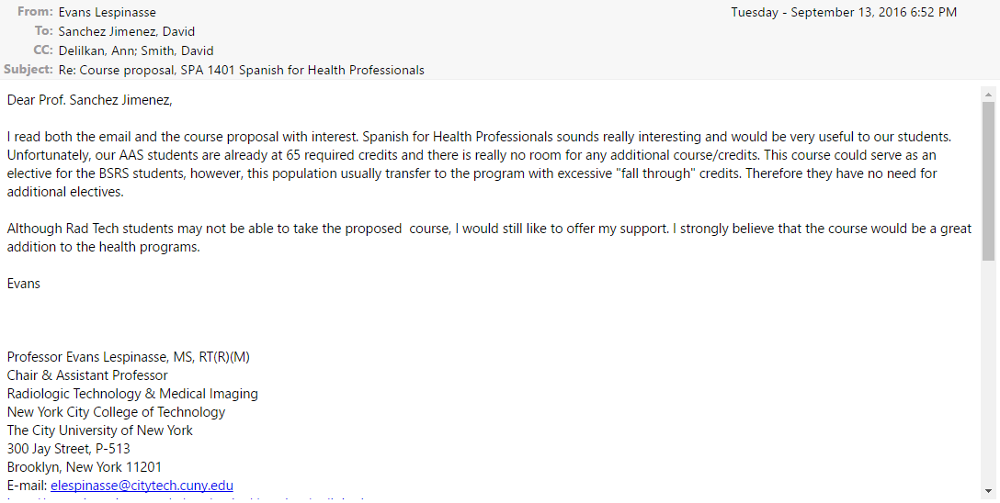 From: Evans Lespinasse Tuesday - September 13, 2016 6:52 PM
To: Sanchez Jimenez, David
CC: Delilkan, Ann; Smith, David
Subject: Re: Course proposal, SPA 1401 Spanish for Health Professionals
Dear Prof. Sanchez Jimenez,
I read both the email and the course proposal with interest. Spanish for Health Professionals sounds really interesting and would be very useful to our students.
Unfortunately, our AAS students are already at 65 required credits and there is really no room for any additional course/credits. This course could serve as an
elective for the BSRS students, however, this population usually transfer to the program with excessive "fall through" credits. Therefore they have no need for
additional electives.
Although Rad Tech students may not be able to take the proposed  course, I would still like to offer my support. I strongly believe that the course would be a great
addition to the health programs.
Evans
Professor Evans Lespinasse, MS, RT(R)(M)
Chair & Assistant Professor
Radiologic Technology & Medical Imaging
New York City College of Technology
The City University of New York
300 Jay Street, P-513
Brooklyn, New York 11201
E-mail: elespinasse@citytech.cuny.edu